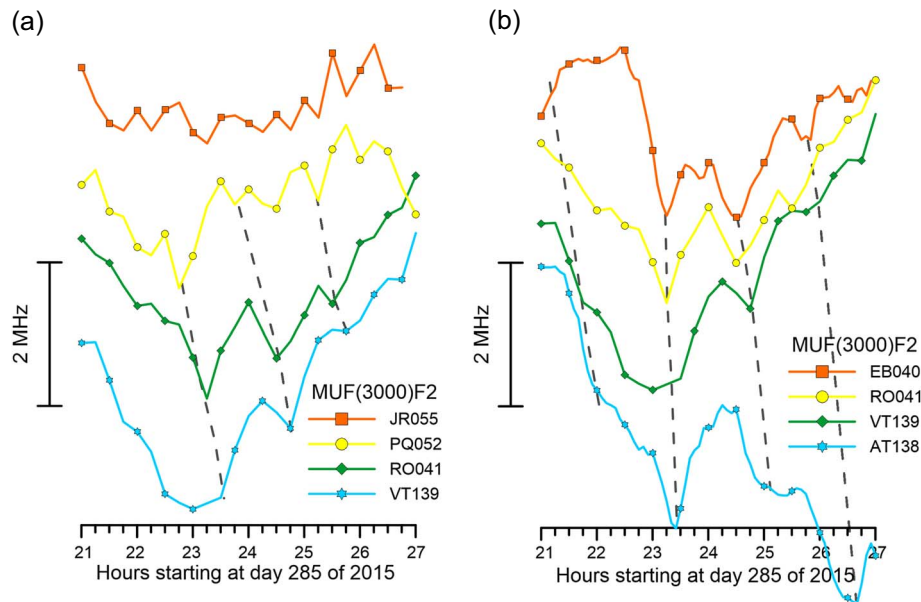 (a)
2 MHz
MUF(3000)F2
JR055
PQ052
RO041
VT139
21 22 23 24 25 26 27
Hours starting at day 285 of 2015
(b)
2 MHz
MUF(3000)F2
EB040
RO041
VT139
AT138
21 22 23 24 25 26 27
Hours starting at day 285 of 2015